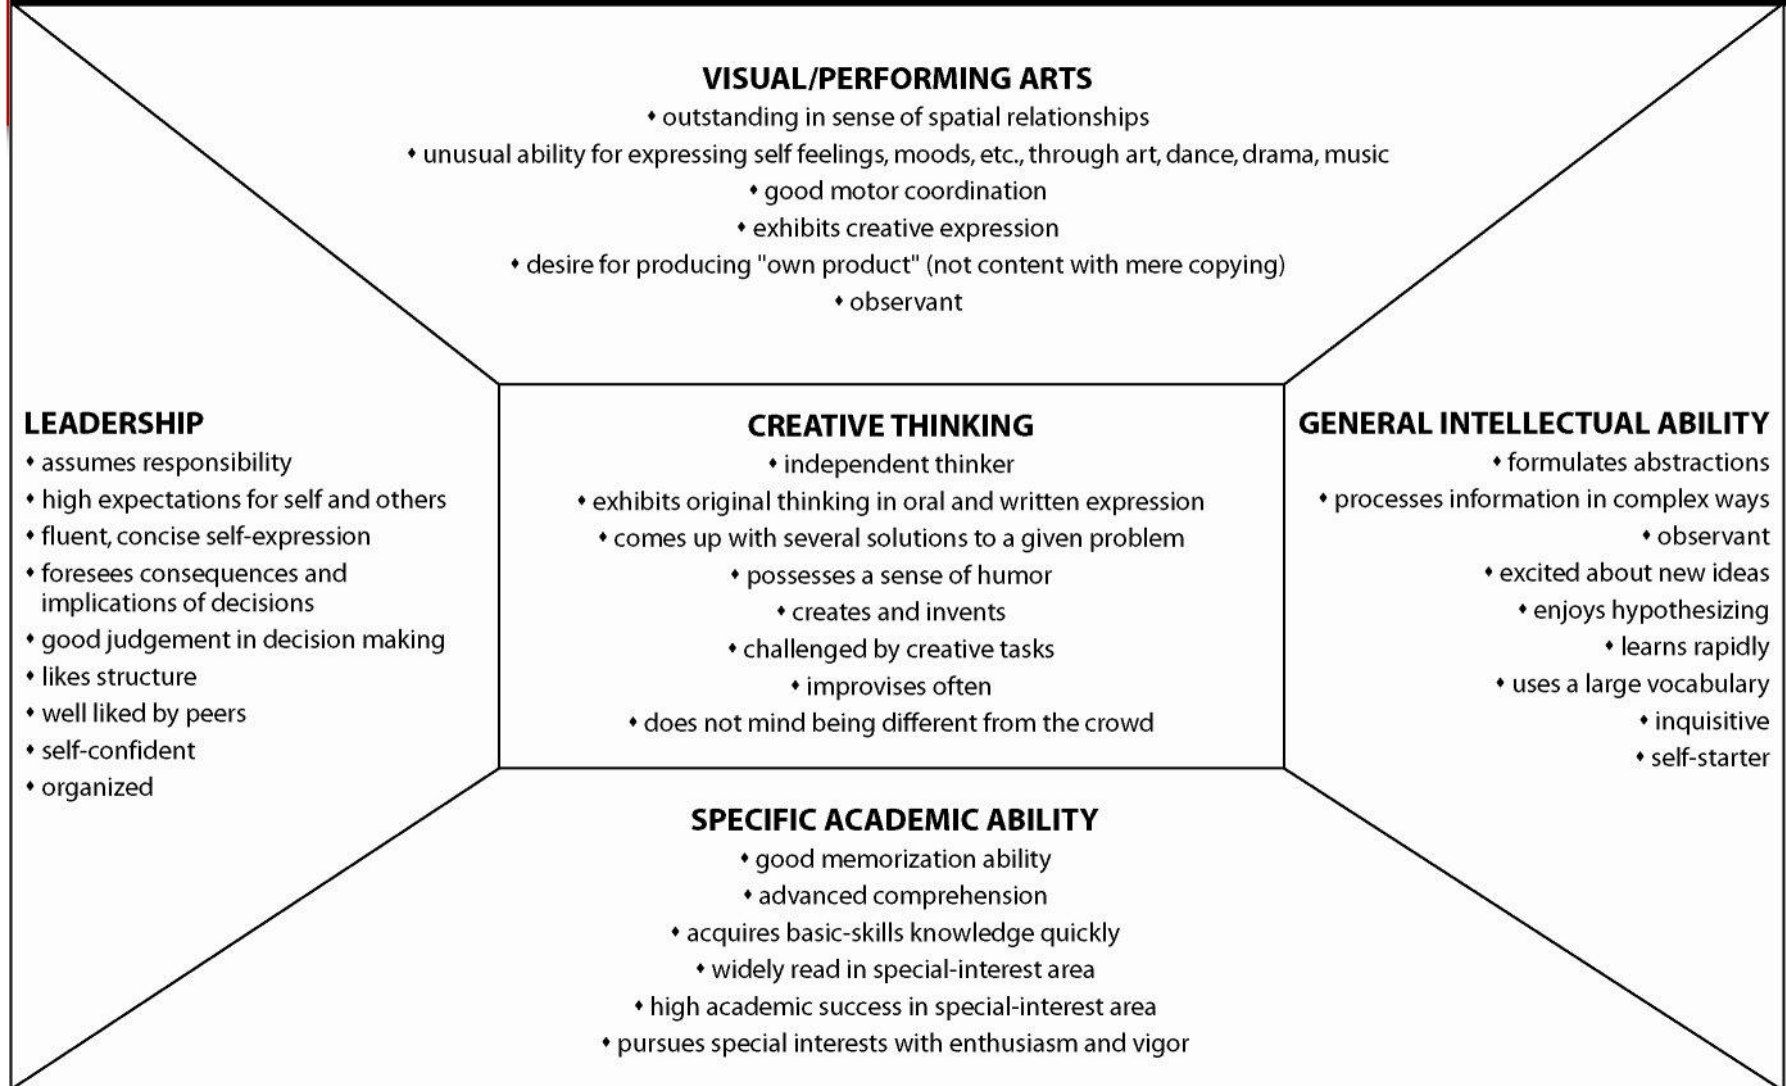 VISUAL/PERFORMING ARTS
♦ outstanding in sense of spatial relationships
♦ unusual ability for expressing self feelings, moods, etc., through art, dance, drama, music
♦ good motor coordination
♦ exhibits creative expression
♦ desire for producing "own product" (not content with mere copying)
♦ observant
LEADERSHIP
♦ assumes responsibility
♦ high expectations for self and others
♦ fluent, concise self-expression
♦ foresees consequences and
implications of decisions
♦ good judgement in decision making
♦ likes structure
♦ well liked by peers
♦ self-confident
♦ organized
CREATIVE THINKING
♦ independent thinker
♦ exhibits original thinking in oral and written expression
♦ comes up with several solutions to a given problem
♦ possesses a sense of humor
♦ creates and invents
♦ challenged by creative tasks
♦ improvises often
♦ does not mind being different from the crowd
GENERAL INTELLECTUAL ABILITY
♦ formulates abstractions
♦ processes information in complex ways
♦ observant
♦ excited about new ideas
♦ enjoys hypothesizing
♦ learns rapidly
♦ uses a large vocabulary
♦ inquisitive
♦ self-starter
SPECIFIC ACADEMIC ABILITY
♦ good memorization ability
♦ advanced comprehension
♦ acquires basic-skills knowledge quickly
♦ widely read in special-interest area
♦ high academic success in special-interest area
♦ pursues special interests with enthusiasm and vigor